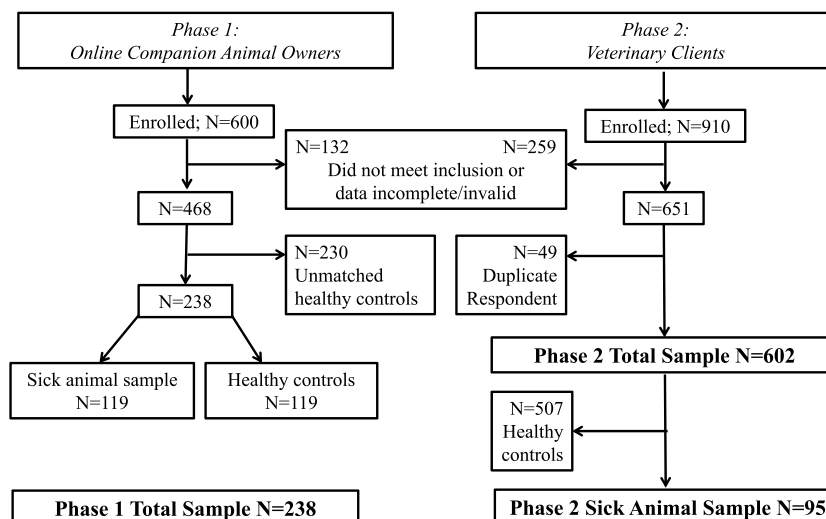 Phase 1:
Online Companion Animal Owners
Phase 2:
Veterinary Clients
Enrolled; N=600
Enrolled; N=910
N=132
N=259
Did not meet inclusion or
data incomplete/invalid
N=468
N=651
N=230
Unmatched
healthy controls
N=49
Duplicate
Respondent
N=238
Phase 2 Total Sample N=602
Sick animal sample
N=119
Healthy controls
N=119
N=507
Healthy
controls
Phase 1 Total Sample N=238
Phase 2 Sick Animal Sample N=95